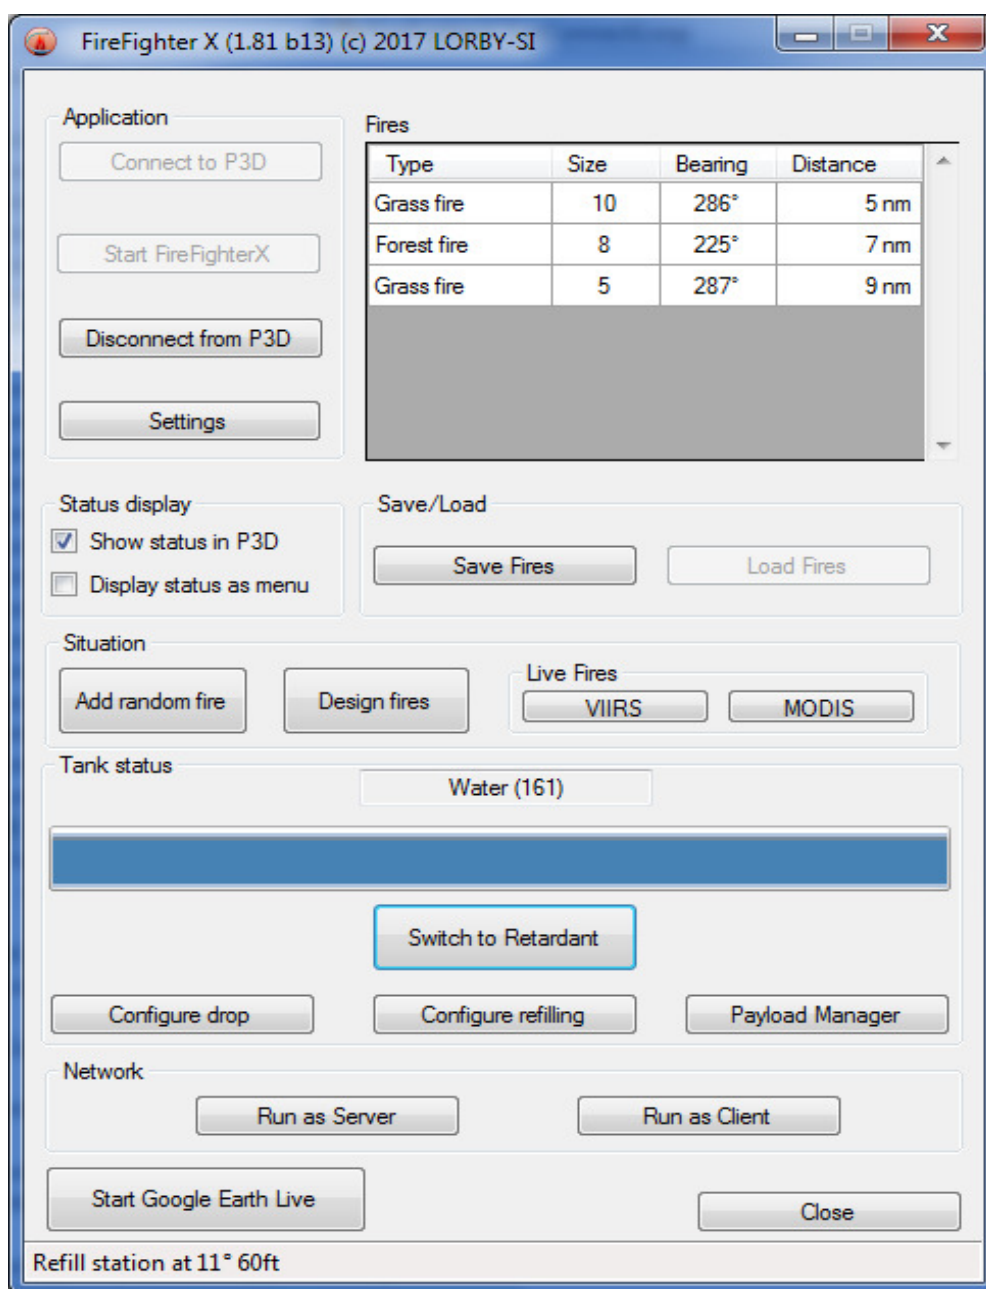 FireFighter X (1.81 b13) (c) 2017 LORBY-SI
Application
Connect to P3D
Start FireFighterX
Disconnect from P3D
Settings
Fires
Type Size Bearing Distance
Grass fire 10 286° 5 nm
Forest fire 8 225° 7 nm
Grass fire 5 287° 9 nm
Status display
Show status in P3D
Display status as menu
Save/Load
Save Fires Load Fires
Situation
Add random fire Design fires
Live Fires
VIIRS MODIS
Tank status
Water (161)
Switch to Retardant
Configure drop Configure refilling Payload Manager
Network
Run as Server Run as Client
Start Google Earth Live Close
Refill station at 11° 60ft